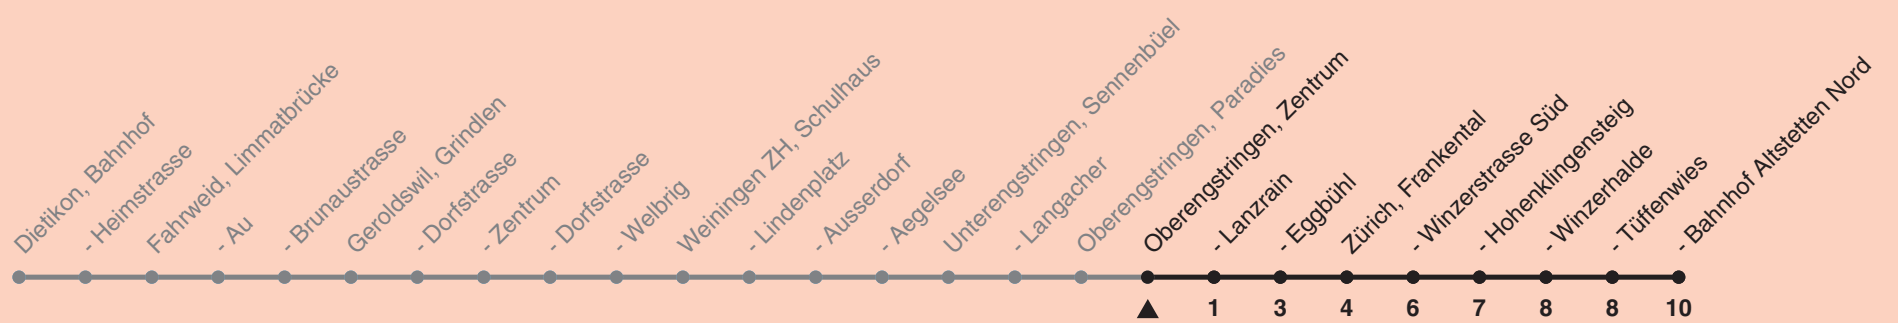 Dietikon, Bahnhof
- Heimstrasse
Fahrweid, Limmatbrücke
- Au
- Brunaustrasse
Geroldswil, Grindlen
- Dorfstrasse
- Zentrum
- Dorfstrasse
- Welbrig
Weiningen ZH, Schulhaus
- Lindenplatz
- Ausserdorf
- Aegelsee
Unterengstringen, Sennenbüel
- Langacher
Oberengstringen, Paradies
Oberengstringen, Zentrum
- Lanzrain
- Eggbühl
Zürich, Frankental
- Winzerstrasse Süd
- Hohenklingensteig
- Winzerhalde
- Tüffenwies
- Bahnhof Altstetten Nord
1 3 4 6 7 8 8 10